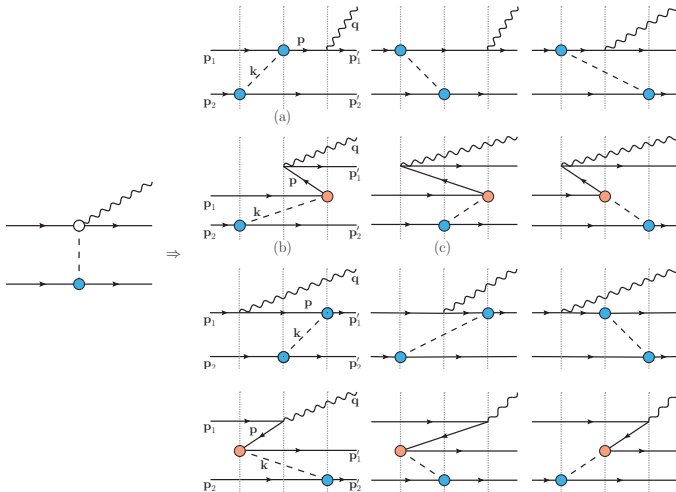 p q
p₁ k p′₁
p₂ p′₂
(a)
q
p p′₁
p₁
k
p₂ p′₂
(b) (c)
⇒
q
p₁ p p′₁
k
p₂ p′₂
q
p₁ p
p′₁
k
p₂ p′₂